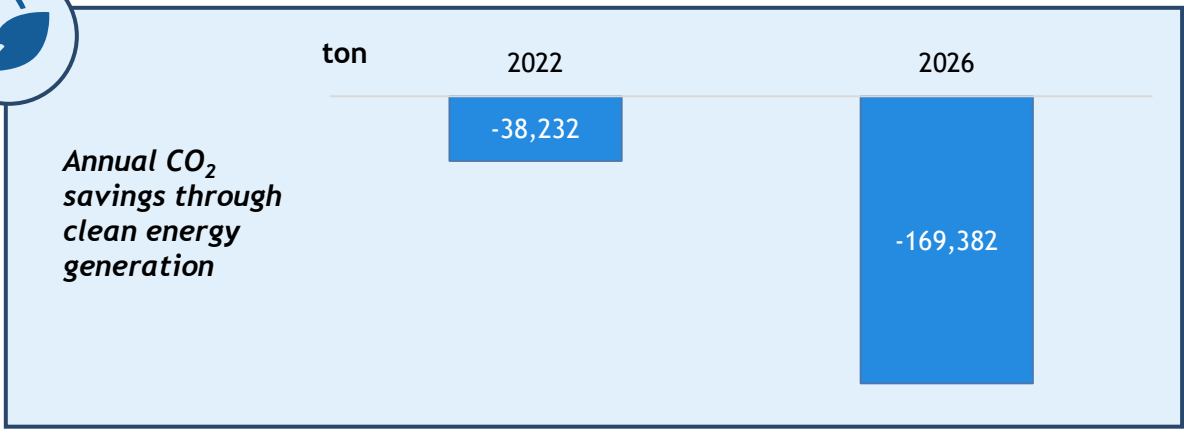 ton
2022
2026
-38,232
Annual CO₂
savings through
clean energy
generation
-169,382